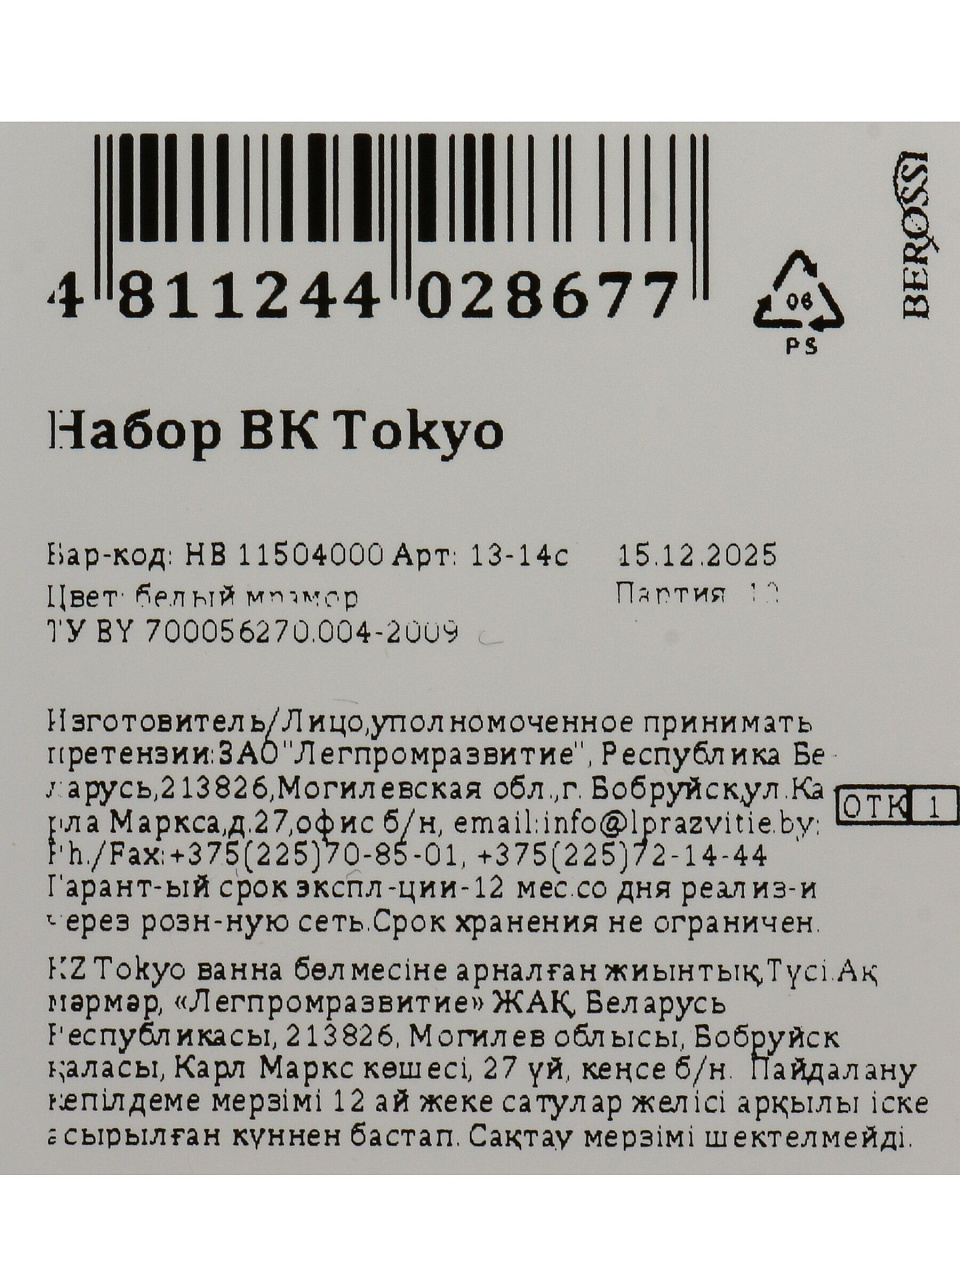 4 811244 028677
06
PS
BEROSSI
Набор ВК Tokyo
Вар-код: НВ 11504000 Арт: 13-14с 15.12.2025
Цвет: белый мрамор Партия
ТУ BY 700056270.004-2009
Изготовитель/Лицо,уполномоченное принимать
претензии:ЗАО"Легпромразвитие", Республика Бе-
ларусь,213826,Могилевская обл.,г. Бобруйск,ул.Ка
рла Маркса,д.27,офис б/н, email:info@lprazvitie.by;
ОТК 1
Ph./Fax:+375(225)70-85-01, +375(225)72-14-44
Гарант-ый срок экспл-ции-12 мес.со дня реализ-и
через розн-ную сеть.Срок хранения не ограничен.
KZ Tokyo ванна бөлмесіне арналған жиынтық,Түсі.Ақ
мәрмәр, «Легпромразвитие» ЖАҚ, Беларусь
Республикасы, 213826, Могилев облысы, Бобруйск
қаласы, Карл Маркс көшесі, 27 үй, кеңсе б/н. Пайдалану
кепілдеме мерзімі 12 ай жеке сатулар желісі арқылы іске
асырылған күннен бастап. Сақтау мерзімі шектелмейді.